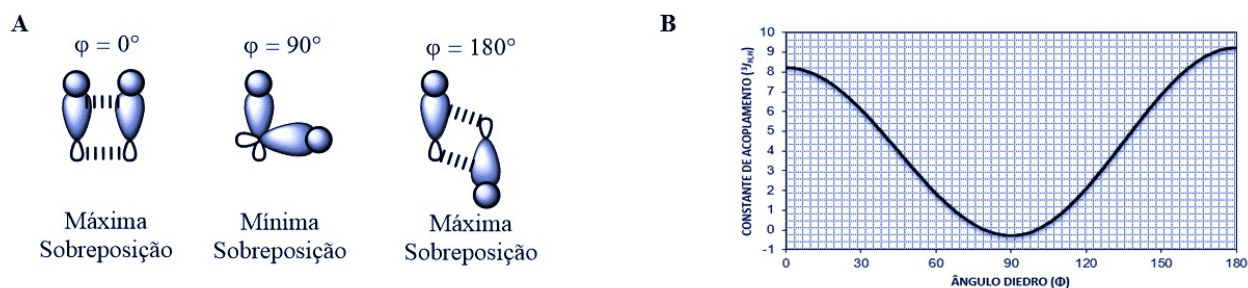 A
φ = 0°
φ = 90°
φ = 180°
Máxima
Sobreposição
Mínima
Sobreposição
Máxima
Sobreposição
B
CONSTANTE DE ACOPLAMENTO (³J_H,H)
10
9
8
7
6
5
4
3
2
1
0
-1
0 30 60 90 120 150 180
ÂNGULO DIEDRO (Φ)